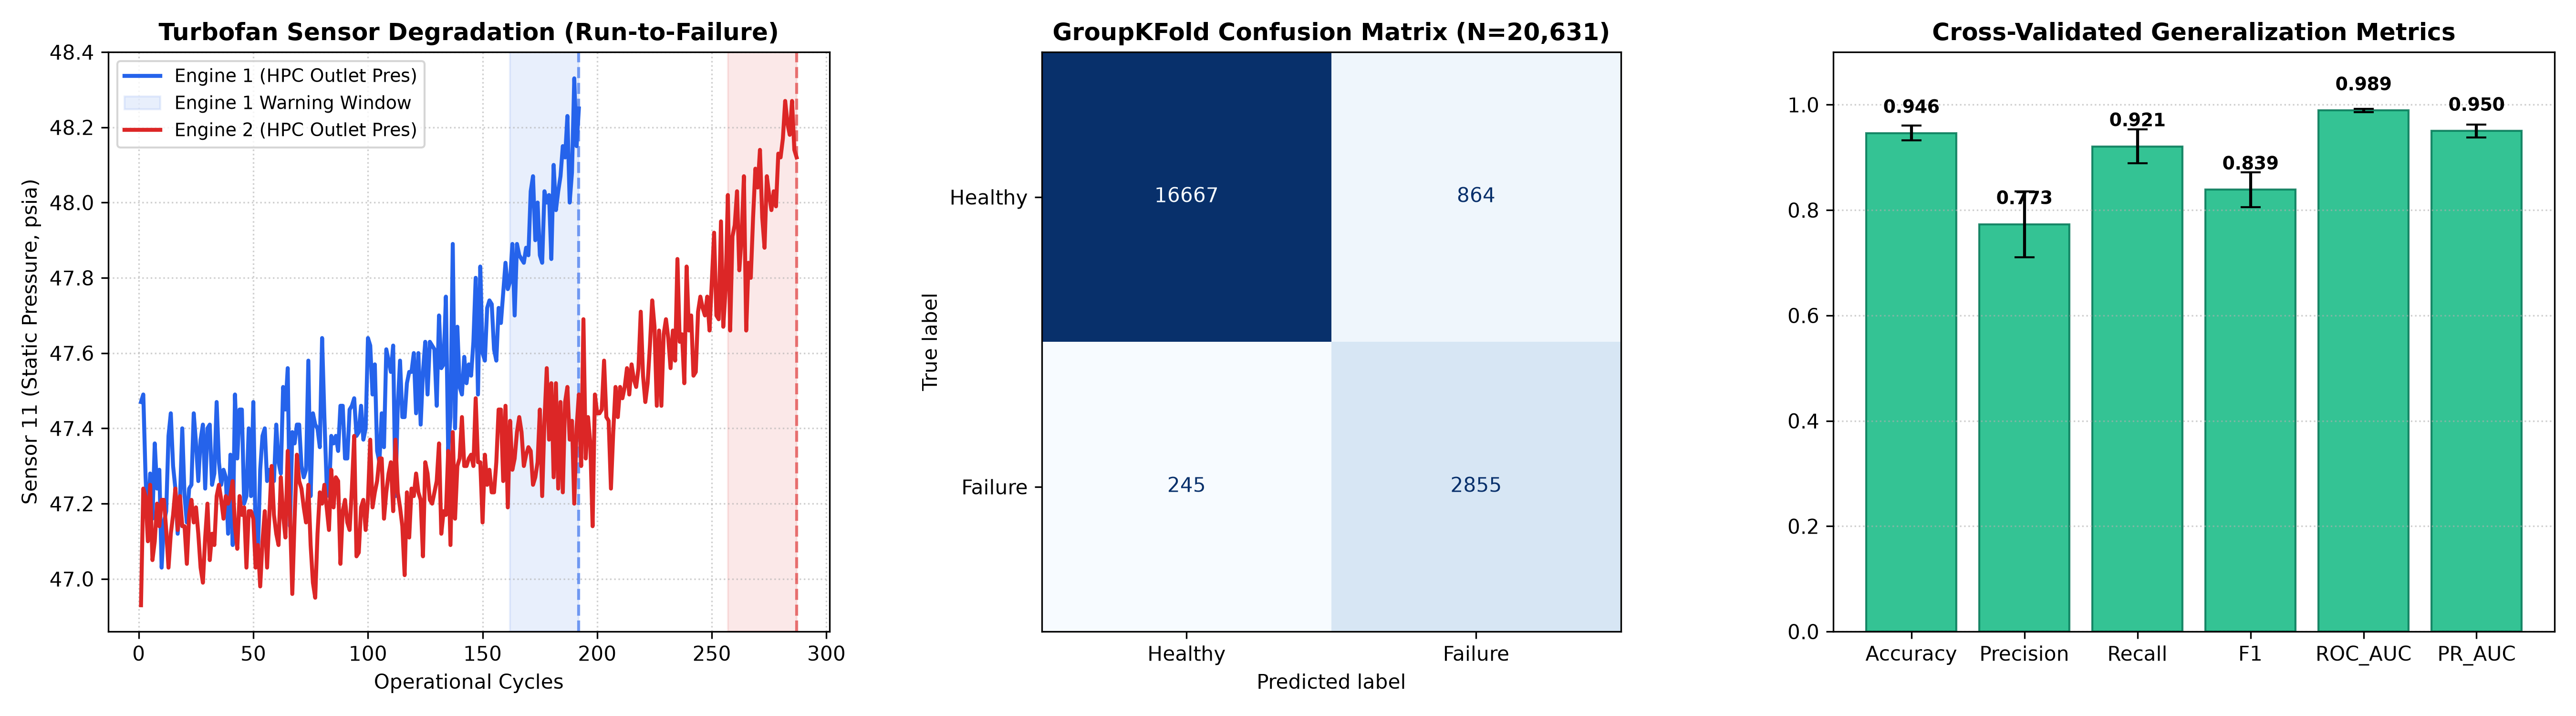 Turbofan Sensor Degradation (Run-to-Failure)
48.4
48.2
48.0
47.8
47.6
47.4
47.2
47.0
Sensor 11 (Static Pressure, psia)
Engine 1 (HPC Outlet Pres)
Engine 1 Warning Window
Engine 2 (HPC Outlet Pres)
0 50 100 150 200 250 300
Operational Cycles
GroupKFold Confusion Matrix (N=20,631)
True label
Healthy
16667 864
Failure
245 2855
Healthy Failure
Predicted label
Cross-Validated Generalization Metrics
1.0
0.8
0.6
0.4
0.2
0.0
0.946 0.773 0.921 0.839 0.989 0.950
Accuracy Precision Recall F1 ROC_AUC PR_AUC